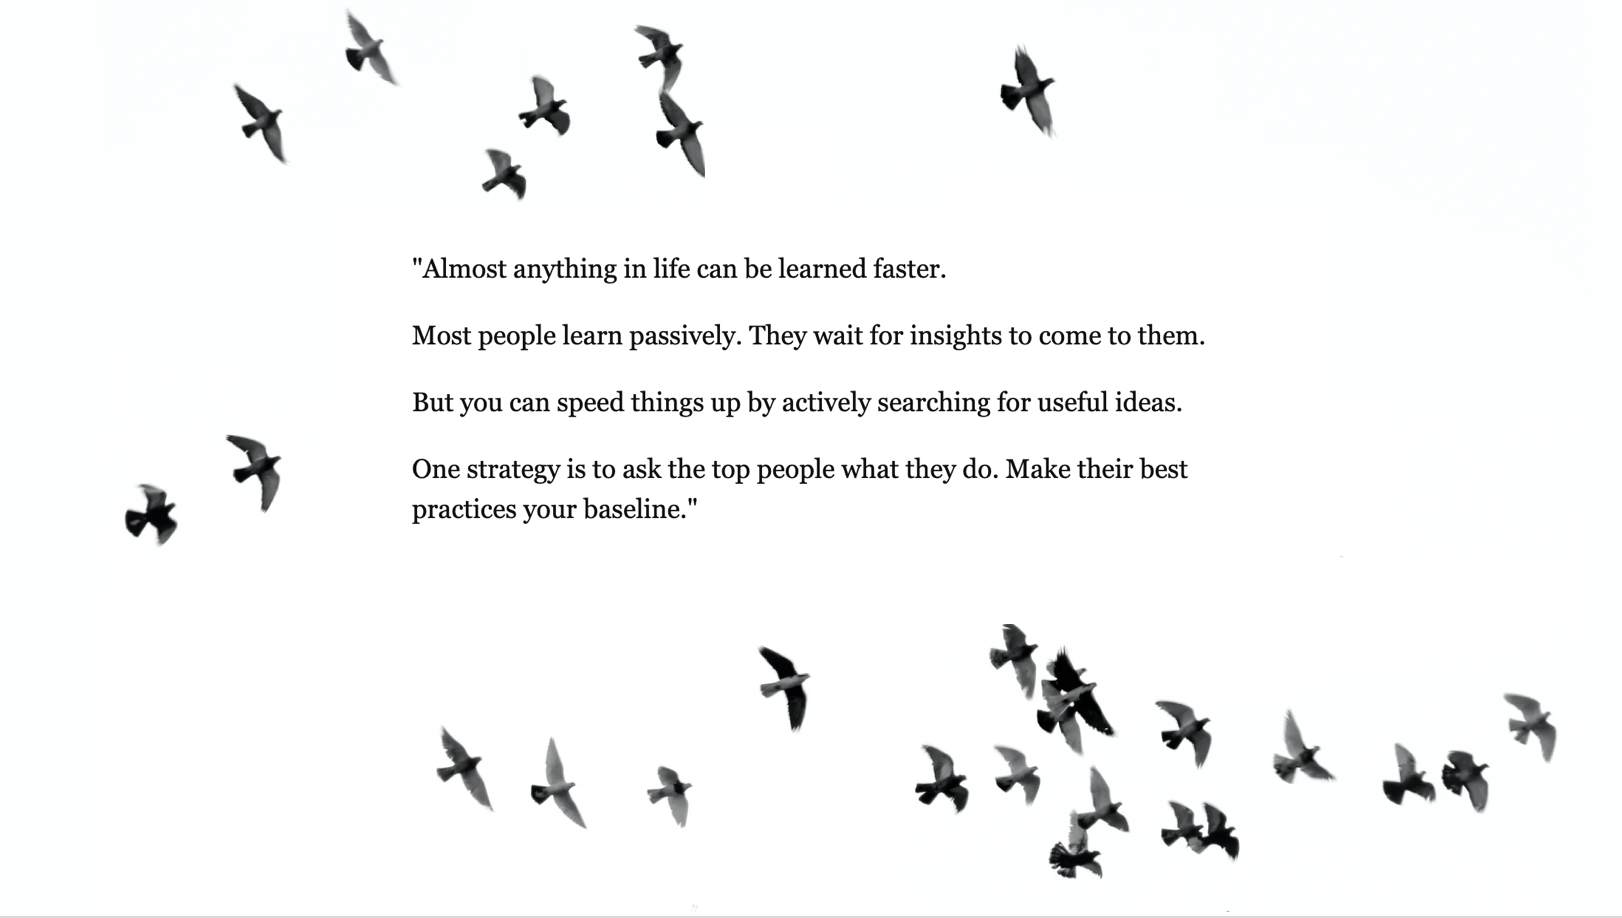 "Almost anything in life can be learned faster.
Most people learn passively. They wait for insights to come to them.
But you can speed things up by actively searching for useful ideas.
One strategy is to ask the top people what they do. Make their best
practices your baseline."